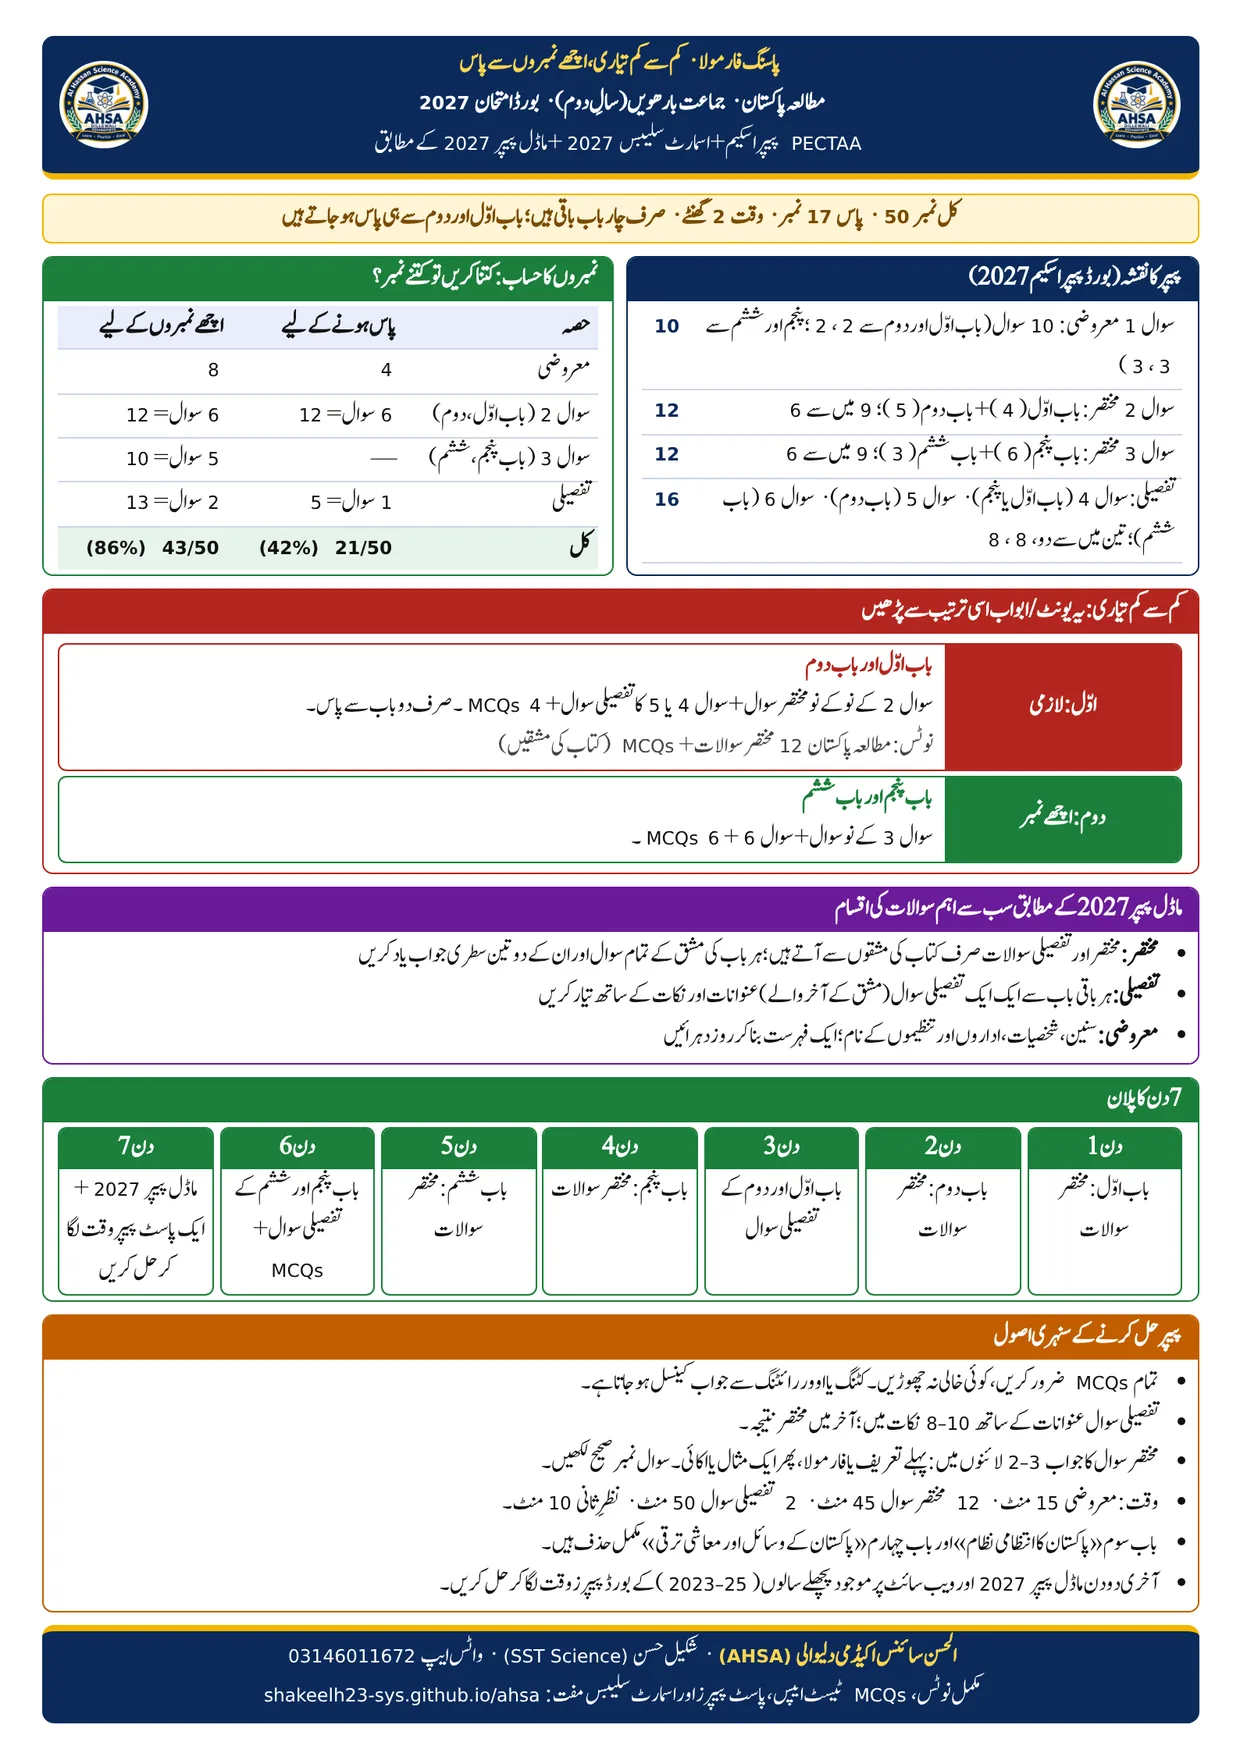 پاسنگ فارمولا · کم سے کم تیاری، اچھے نمبروں سے پاس
مطالعہ پاکستان · جماعت بارھویں (سالِ دوم) · بورڈ امتحان 2027
PECTAA پیپر اسکیم + اسمارٹ سلیبس 2027 + ماڈل پیپر 2027 کے مطابق
Al Hassan Science Academy
AHSA
کل نمبر 50 · پاس 17 نمبر · وقت 2 گھنٹے · صرف چار باب باقی ہیں؛ باب اوّل اور دوم سے ہی پاس ہو جاتے ہیں
پیپر کا نقشہ (بورڈ پیپر اسکیم 2027)
سوال 1 معروضی: 10 سوال (باب اوّل اور دوم سے 2 ، 2 ؛ پنجم اور ششم سے 10
3 ، 3 )
سوال 2 مختصر: باب اوّل ( 4 ) + باب دوم ( 5 )؛ 9 میں سے 6 12
سوال 3 مختصر: باب پنجم ( 6 ) + باب ششم ( 3 )؛ 9 میں سے 6 12
تفصیلی: سوال 4 (باب اوّل یا پنجم) · سوال 5 (باب دوم) · سوال 6 (باب 16
ششم)؛ تین میں سے دو، 8 ، 8
نمبروں کا حساب: کتنا کریں تو کتنے نمبر؟
حصہ پاس ہونے کے لیے اچھے نمبروں کے لیے
معروضی 4 8
سوال 2 (باب اوّل، دوم) 6 سوال = 12 6 سوال = 12
سوال 3 (باب پنجم، ششم) — 5 سوال = 10
تفصیلی 1 سوال = 5 2 سوال = 13
کل 21/50 (42%) 43/50 (86%)
کم سے کم تیاری: یہ یونٹ/ابواب اسی ترتیب سے پڑھیں
اوّل: لازمی
باب اوّل اور باب دوم
سوال 2 کے نو کے نو مختصر سوال + سوال 4 یا 5 کا تفصیلی سوال + 4 MCQs ۔ صرف دو باب سے پاس۔
نوٹس: مطالعہ پاکستان 12 مختصر سوالات + MCQs (کتاب کی مشقیں)
دوم: اچھے نمبر
باب پنجم اور باب ششم
سوال 3 کے نو سوال + سوال 6 + 6 MCQs ۔
ماڈل پیپر 2027 کے مطابق سب سے اہم سوالات کی اقسام
• مختصر: مختصر اور تفصیلی سوالات صرف کتاب کی مشقوں سے آتے ہیں؛ ہر باب کی مشق کے تمام سوال اور ان کے دو تین سطری جواب یاد کریں
• تفصیلی: ہر باقی باب سے ایک ایک تفصیلی سوال (مشق کے آخر والے) عنوانات اور نکات کے ساتھ تیار کریں
• معروضی: سنین، شخصیات، اداروں اور تنظیموں کے نام؛ ایک فہرست بنا کر روز دہرائیں
7 دن کا پلان
دن 1
باب اوّل: مختصر
سوالات
دن 2
باب دوم: مختصر
سوالات
دن 3
باب اوّل اور دوم کے
تفصیلی سوال
دن 4
باب پنجم: مختصر سوالات
دن 5
باب ششم: مختصر
سوالات
دن 6
باب پنجم اور ششم کے
تفصیلی سوال +
MCQs
دن 7
ماڈل پیپر 2027 +
ایک پاسٹ پیپر وقت لگا
کر حل کریں
پیپر حل کرنے کے سنہری اصول
• تمام MCQs ضرور کریں، کوئی خالی نہ چھوڑیں۔ کٹنگ یا اوور رائٹنگ سے جواب کینسل ہو جاتا ہے۔
• تفصیلی سوال عنوانات کے ساتھ 8–10 نکات میں؛ آخر میں مختصر نتیجہ۔
• مختصر سوال کا جواب 2–3 لائنوں میں: پہلے تعریف یا فارمولا، پھر ایک مثال یا اکائی۔ سوال نمبر صحیح لکھیں۔
• وقت: معروضی 15 منٹ · 12 مختصر سوال 45 منٹ · 2 تفصیلی سوال 50 منٹ · نظرِ ثانی 10 منٹ۔
• باب سوم «پاکستان کا انتظامی نظام» اور باب چہارم «پاکستان کے وسائل اور معاشی ترقی» مکمل حذف ہیں۔
• آخری دو دن ماڈل پیپر 2027 اور ویب سائٹ پر موجود پچھلے سالوں ( 2023–25 ) کے بورڈ پیپرز وقت لگا کر حل کریں۔
الحسن سائنس اکیڈمی دلیوالی (AHSA) · شکیل حسن (SST Science) · واٹس ایپ 03146011672
مکمل نوٹس، MCQs ٹیسٹ ایپس، پاسٹ پیپرز اور اسمارٹ سلیبس مفت: shakeelh23-sys.github.io/ahsa